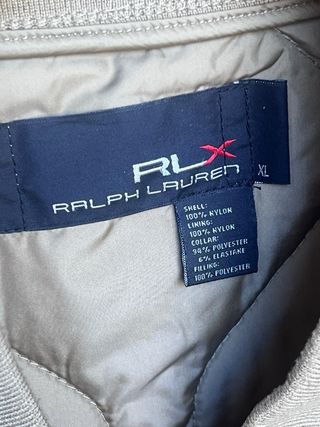 RLX
RALPH LAUREN
XL
SHELL:
100% NYLON
LINING:
100% NYLON
COLLAR:
94% POLYESTER
6% ELASTANE
FILLING:
100% POLYESTER